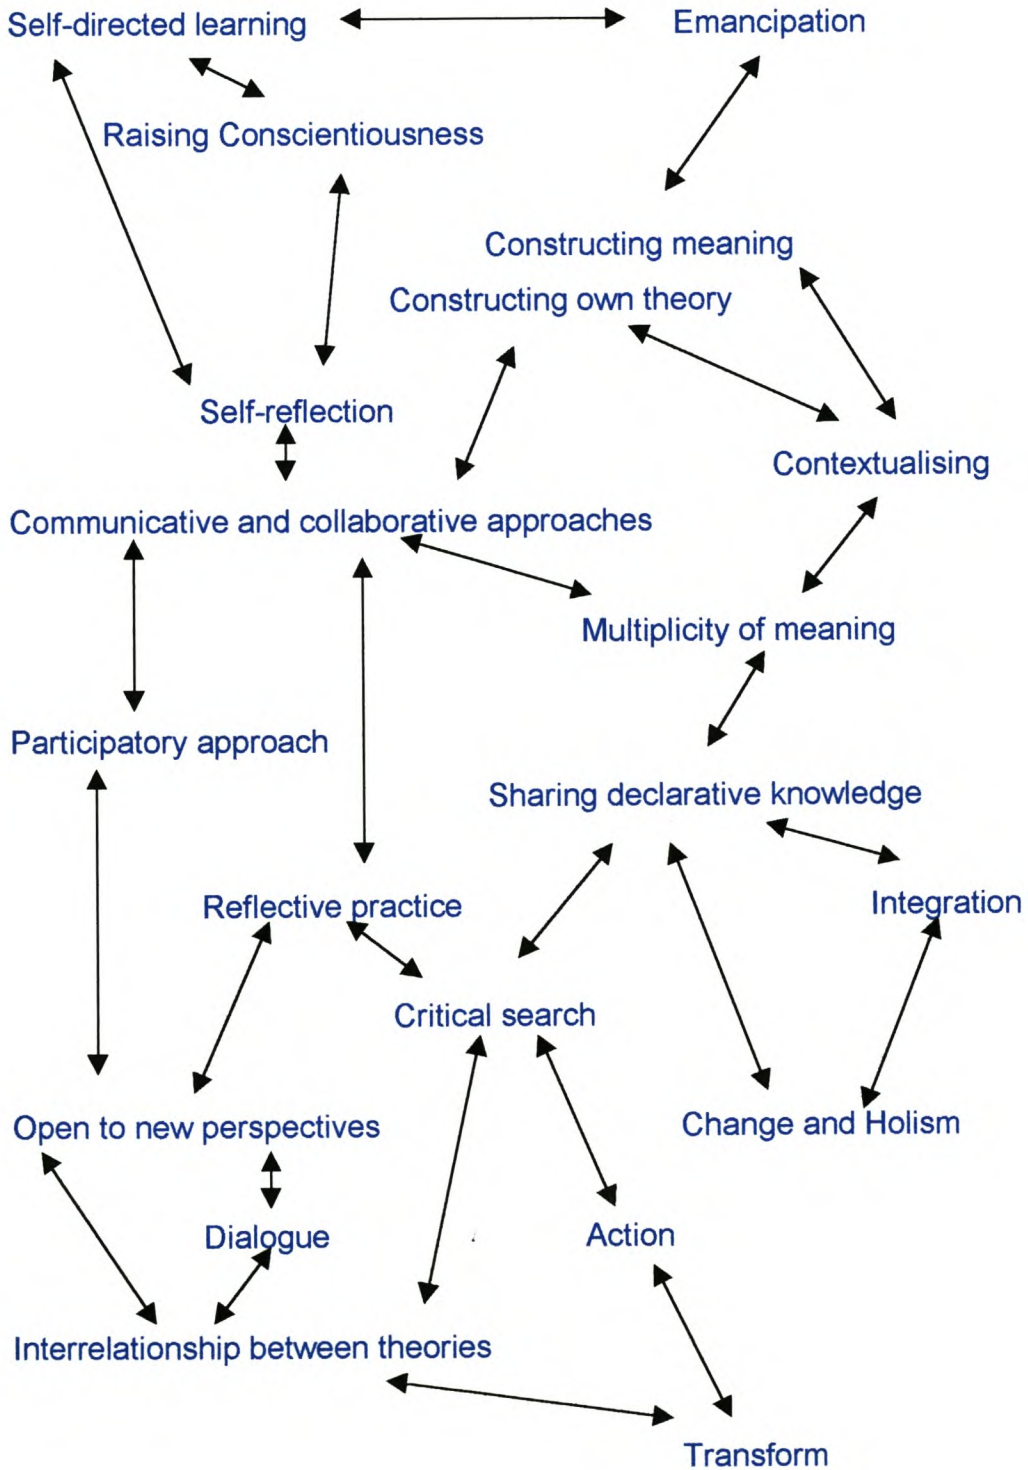 Self-directed learning
Emancipation
Raising Conscientiousness
Constructing meaning
Constructing own theory
Self-reflection
Contextualising
Communicative and collaborative approaches
Multiplicity of meaning
Participatory approach
Sharing declarative knowledge
Integration
Reflective practice
Critical search
Change and Holism
Open to new perspectives
Dialogue
Action
Interrelationship between theories
Transform